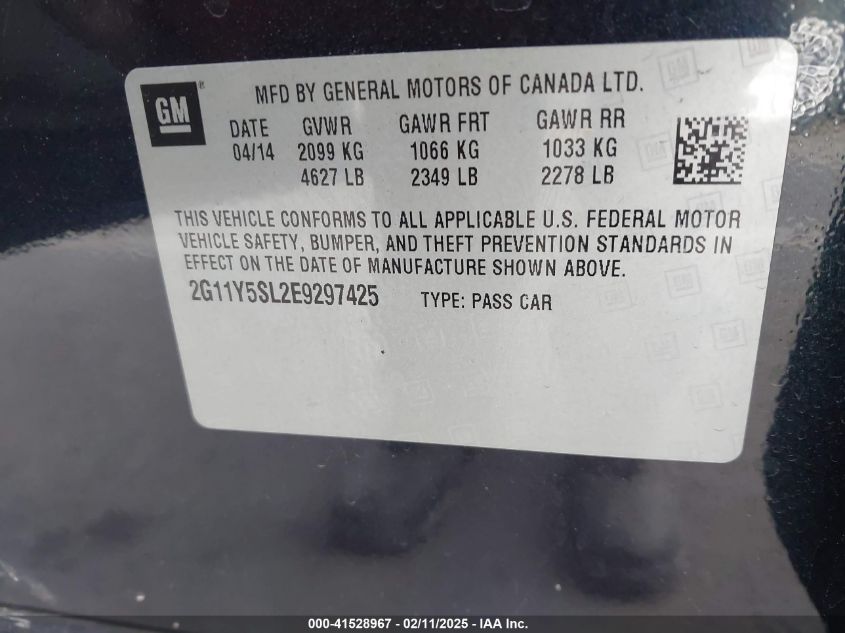 GM®
MFD BY GENERAL MOTORS OF CANADA LTD.
DATE GVWR GAWR FRT GAWR RR
04/14 2099 KG 1066 KG 1033 KG
4627 LB 2349 LB 2278 LB
THIS VEHICLE CONFORMS TO ALL APPLICABLE U.S. FEDERAL MOTOR
VEHICLE SAFETY, BUMPER, AND THEFT PREVENTION STANDARDS IN
EFFECT ON THE DATE OF MANUFACTURE SHOWN ABOVE.
2G11Y5SL2E9297425 TYPE: PASS CAR
000-41528967 - 02/11/2025 - IAA Inc.